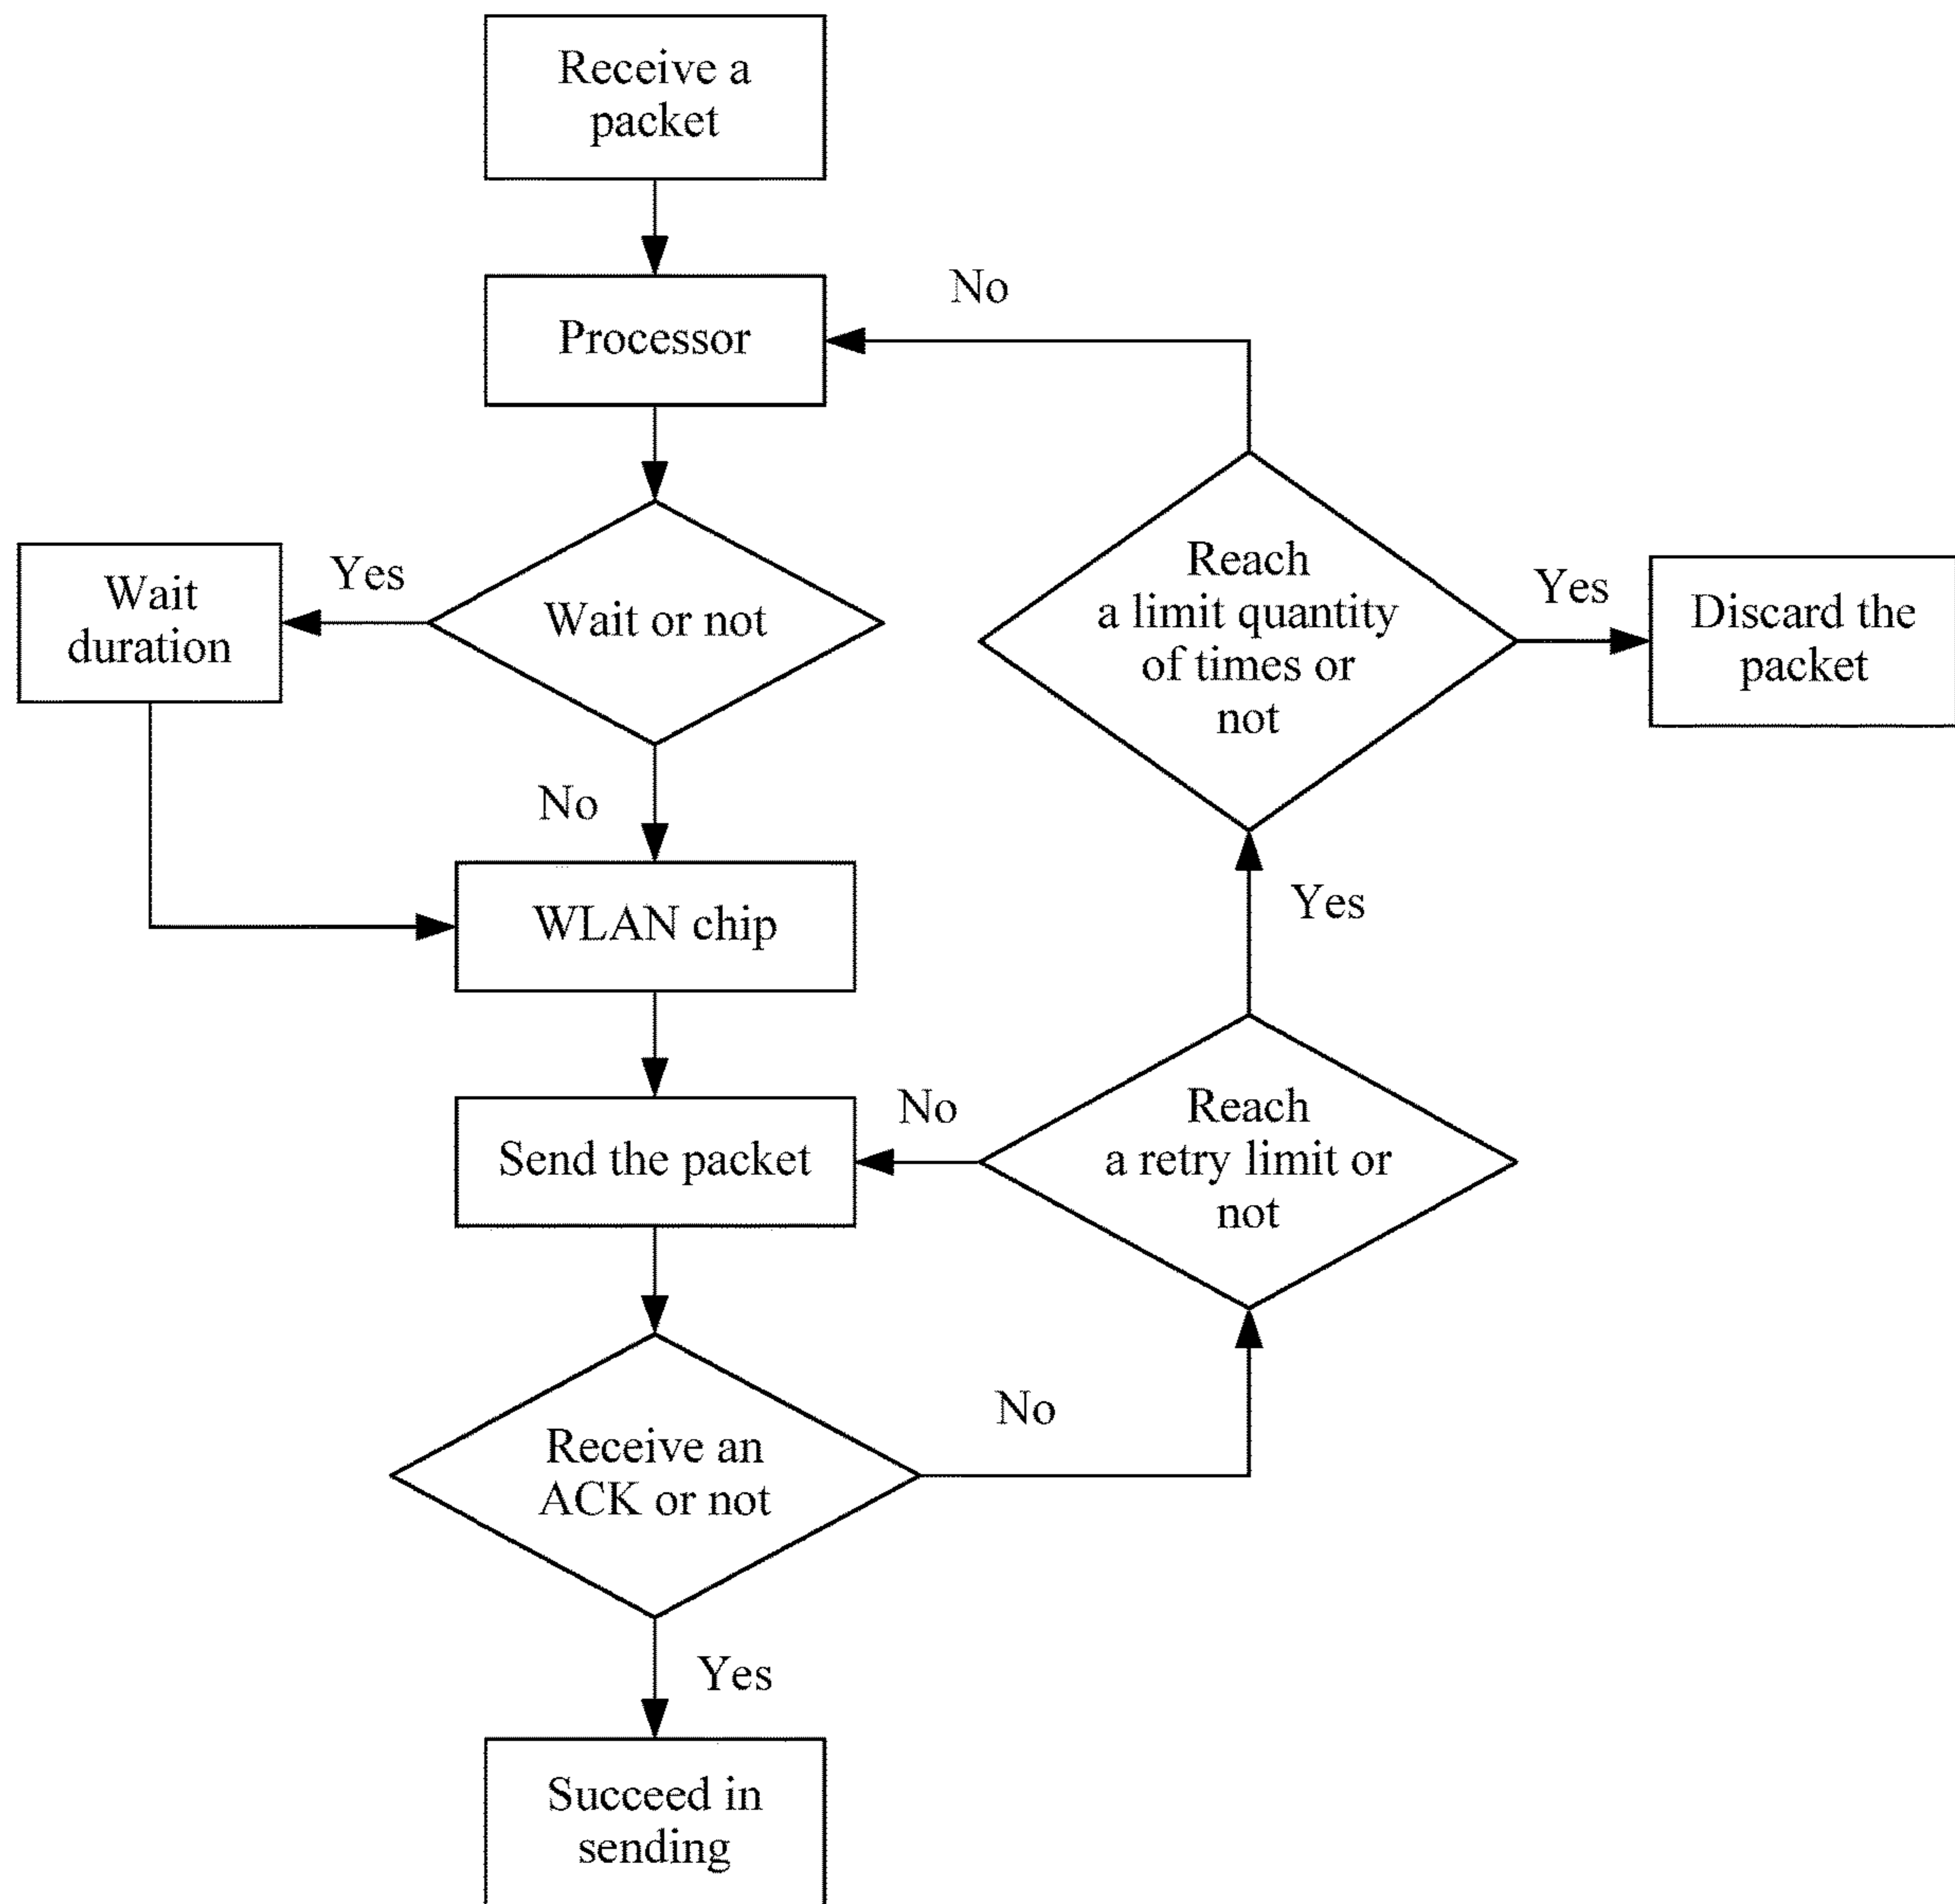 Receive a
packet
Processor
No
Wait
duration
Yes
Wait or not
Reach
a limit quantity
of times or
not
Yes
Discard the
packet
No
WLAN chip
Yes
Send the packet
No
Reach
a retry limit or
not
Receive an
ACK or not
No
Yes
Succeed in
sending